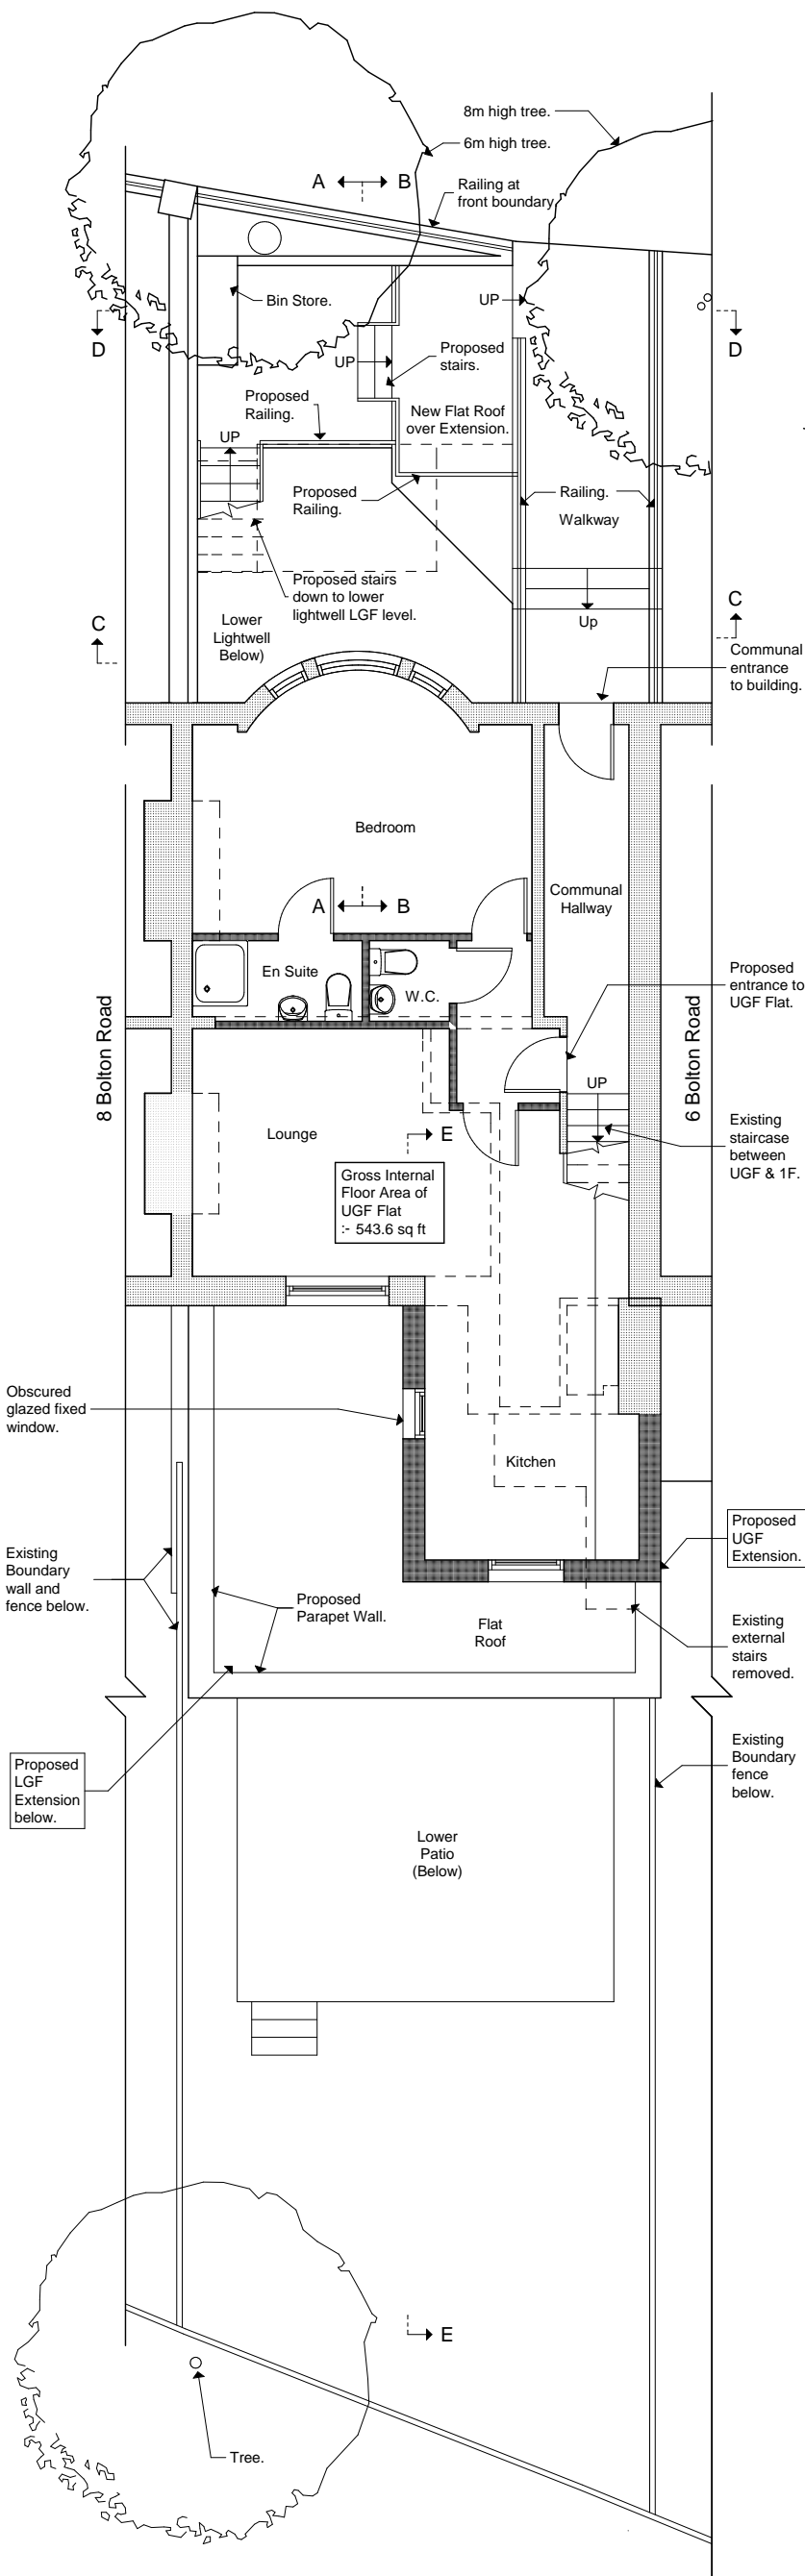 8m high tree.
6m high tree.
A
B
Railing at
front boundary
Bin Store.
UP
D
D
UP
Proposed
stairs.
Proposed
Railing.
New Flat Roof
over Extension.
UP
Proposed
Railing.
Railing.
Walkway
Proposed stairs
down to lower
lightwell LGF level.
Lower
Lightwell
Below)
C
C
Up
Communal
entrance
to building.
Bedroom
A
B
Communal
Hallway
En Suite
W.C.
Proposed
entrance to
UGF Flat.
8 Bolton Road
6 Bolton Road
UP
Lounge
E
Existing
staircase
between
UGF & 1F.
Gross Internal
Floor Area of
UGF Flat
:- 543.6 sq ft
Obscured
glazed fixed
window.
Kitchen
Proposed
UGF
Extension.
Existing
Boundary
wall and
fence below.
Proposed
Parapet Wall.
Flat
Roof
Existing
external
stairs
removed.
Proposed
LGF
Extension
below.
Existing
Boundary
fence
below.
Lower
Patio
(Below)
E
Tree.